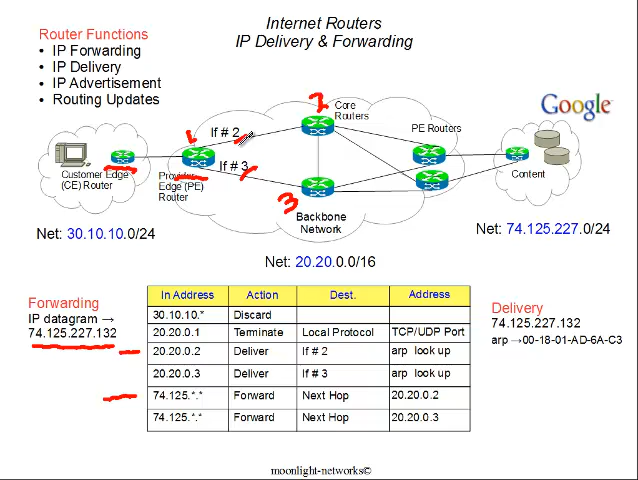 Internet Routers
IP Delivery & Forwarding
Router Functions
• IP Forwarding
• IP Delivery
• IP Advertisement
• Routing Updates
1
If # 2
If # 3
2
Core
Routers
3
PE Routers
Google
Customer Edge
(CE) Router
Provider
Edge (PE)
Router
Backbone
Network
Content
Net: 30.10.10.0/24
Net: 20.20.0.0/16
Net: 74.125.227.0/24
Forwarding
IP datagram →
74.125.227.132
In Address Action Dest. Address
30.10.10.* Discard
20.20.0.1 Terminate Local Protocol TCP/UDP Port
20.20.0.2 Deliver If # 2 arp look up
20.20.0.3 Deliver If # 3 arp look up
74.125.*.* Forward Next Hop 20.20.0.2
74.125.*.* Forward Next Hop 20.20.0.3
Delivery
74.125.227.132
arp →00-18-01-AD-6A-C3
moonlight-networks©